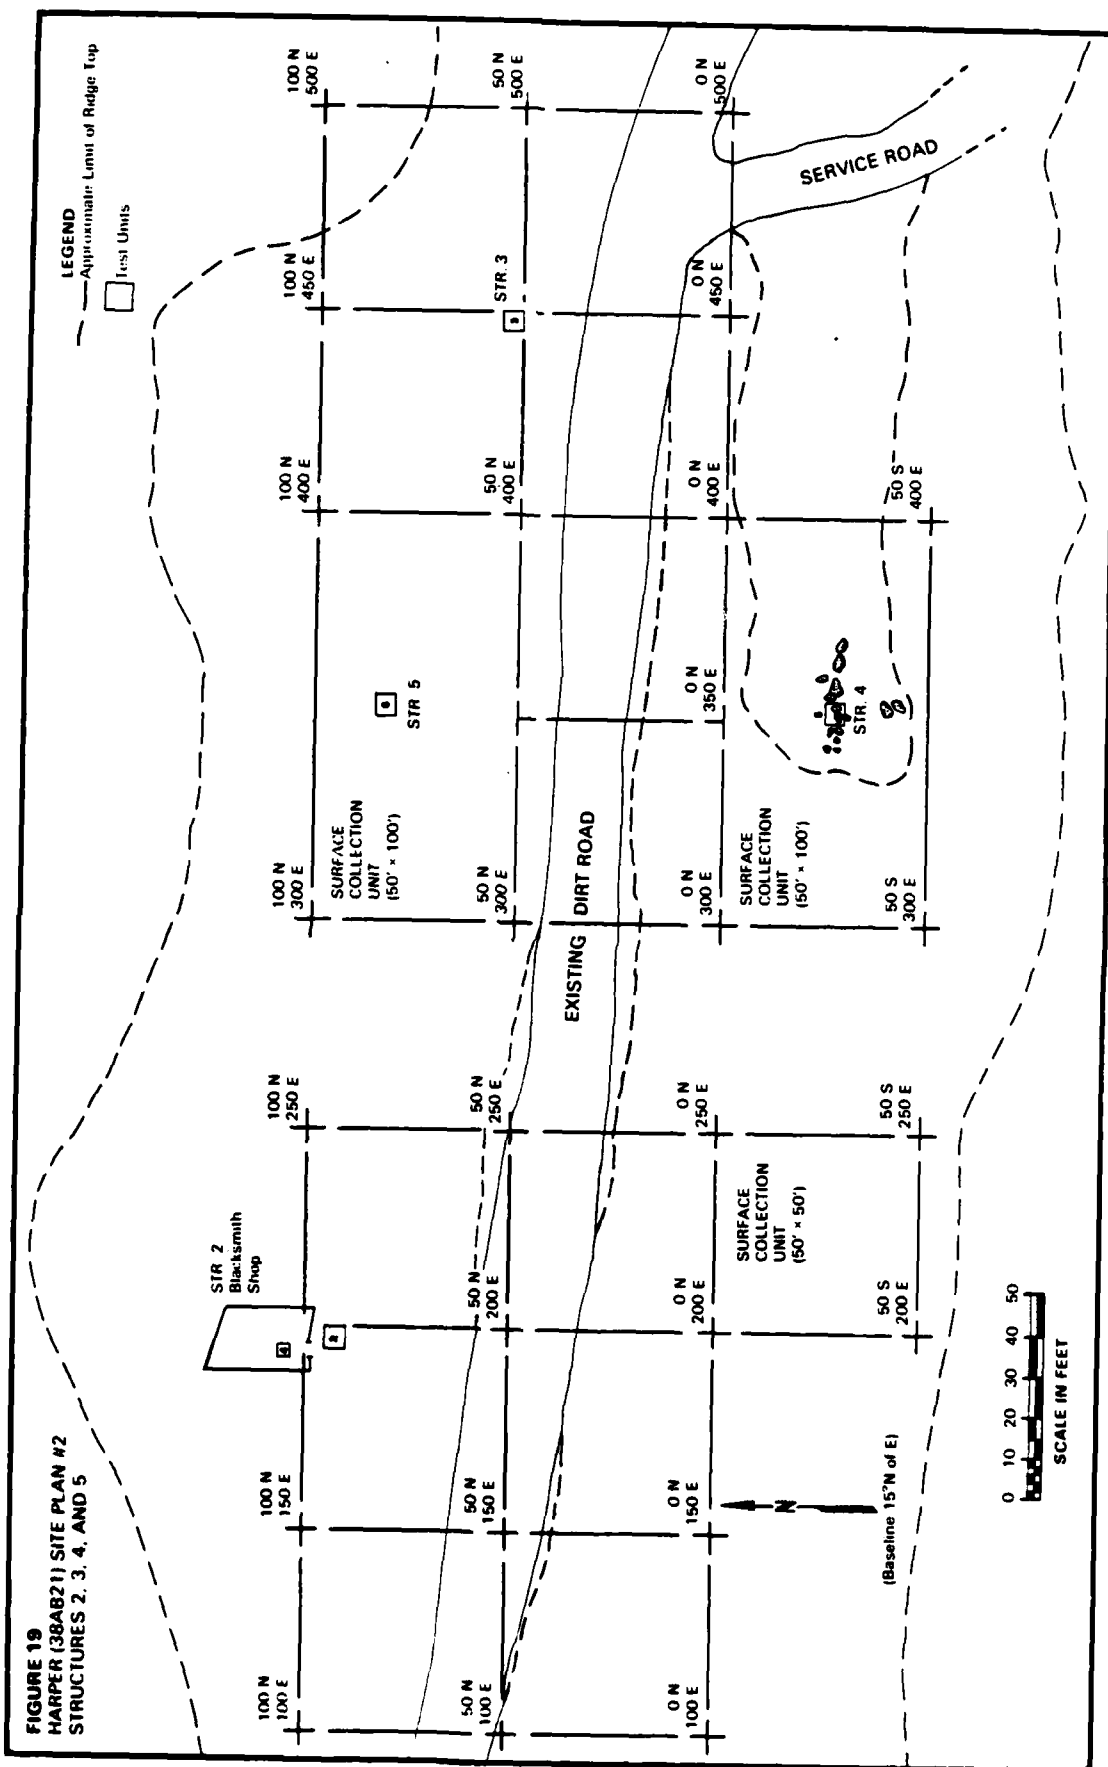 FIGURE 19
HARPER (38AB21) SITE PLAN #2
STRUCTURES 2, 3, 4, AND 5
LEGEND
Approximate Limit of Ridge Top
Test Units
100 N
100 E
100 N
150 E
STR 2
Blacksmith
Shop
4
2
100 N
250 E
100 N
300 E
100 N
400 E
100 N
450 E
100 N
500 E
SURFACE
COLLECTION
UNIT
(50' × 100')
STR 5
STR. 3
3
50 N
100 E
50 N
150 E
50 N
200 E
50 N
250 E
50 N
300 E
50 N
400 E
50 N
500 E
EXISTING DIRT ROAD
0 N
100 E
0 N
150 E
0 N
200 E
0 N
250 E
0 N
300 E
0 N
350 E
0 N
400 E
0 N
450 E
0 N
500 E
SERVICE ROAD
SURFACE
COLLECTION
UNIT
(50' × 50')
SURFACE
COLLECTION
UNIT
(50' × 100')
STR. 4
N
(Baseline 15°N of E)
50 S
200 E
50 S
250 E
50 S
300 E
50 S
400 E
0 10 20 30 40 50
SCALE IN FEET